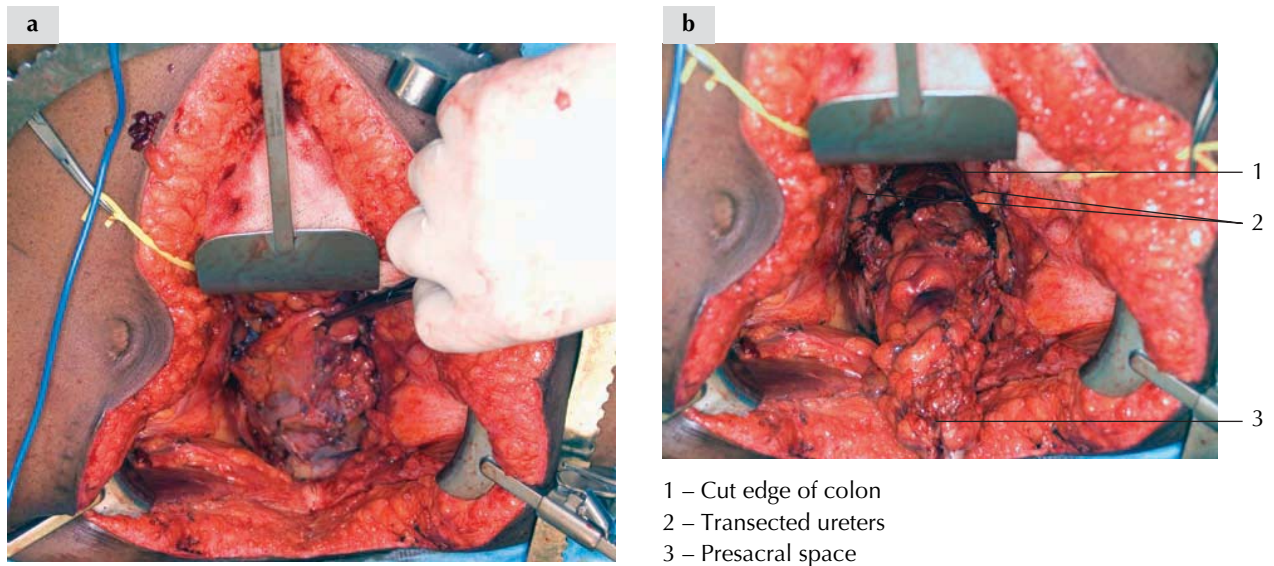 a
b
1
2
3
1 – Cut edge of colon
2 – Transected ureters
3 – Presacral space